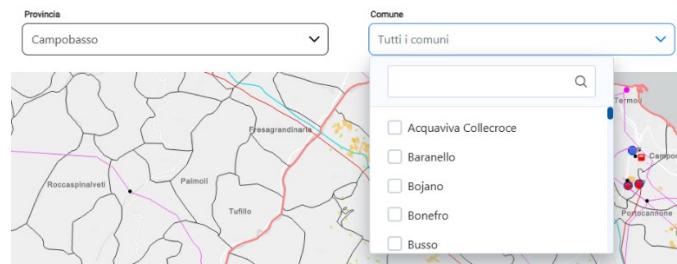 Provincia
Comune
Campobasso
Tutti i comuni
Termoli
Acquaviva Collecroce
Fresagrandinaria
Baranello
Roccaspinalveti
Palmoli
Bojano
Tufillo
Bonefro
Portocannone
Busso